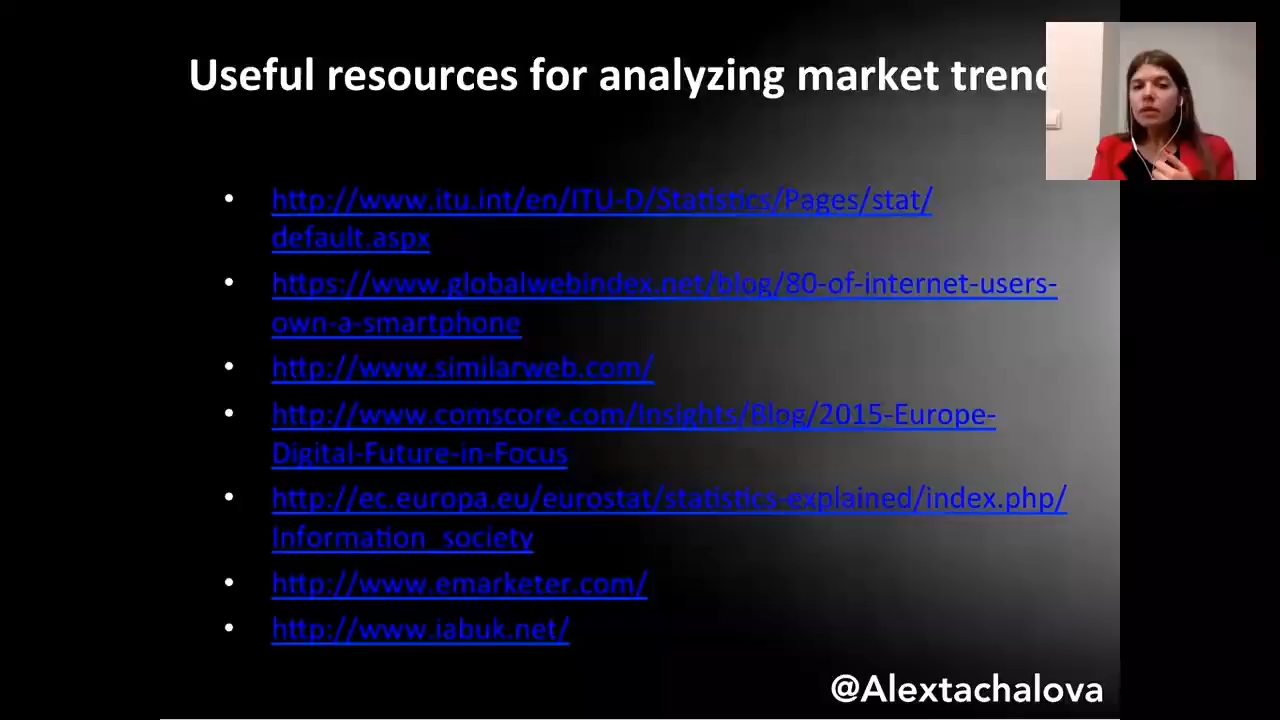 Useful resources for analyzing market trend
• http://www.itu.int/en/ITU-D/Statistics/Pages/stat/
default.aspx
• https://www.globalwebindex.net/blog/80-of-internet-users-
own-a-smartphone
• http://www.similarweb.com/
• http://www.comscore.com/Insights/Blog/2015-Europe-
Digital-Future-in-Focus
• http://ec.europa.eu/eurostat/statistics-explained/index.php/
Information_society
• http://www.emarketer.com/
• http://www.iabuk.net/
@Alextachalova